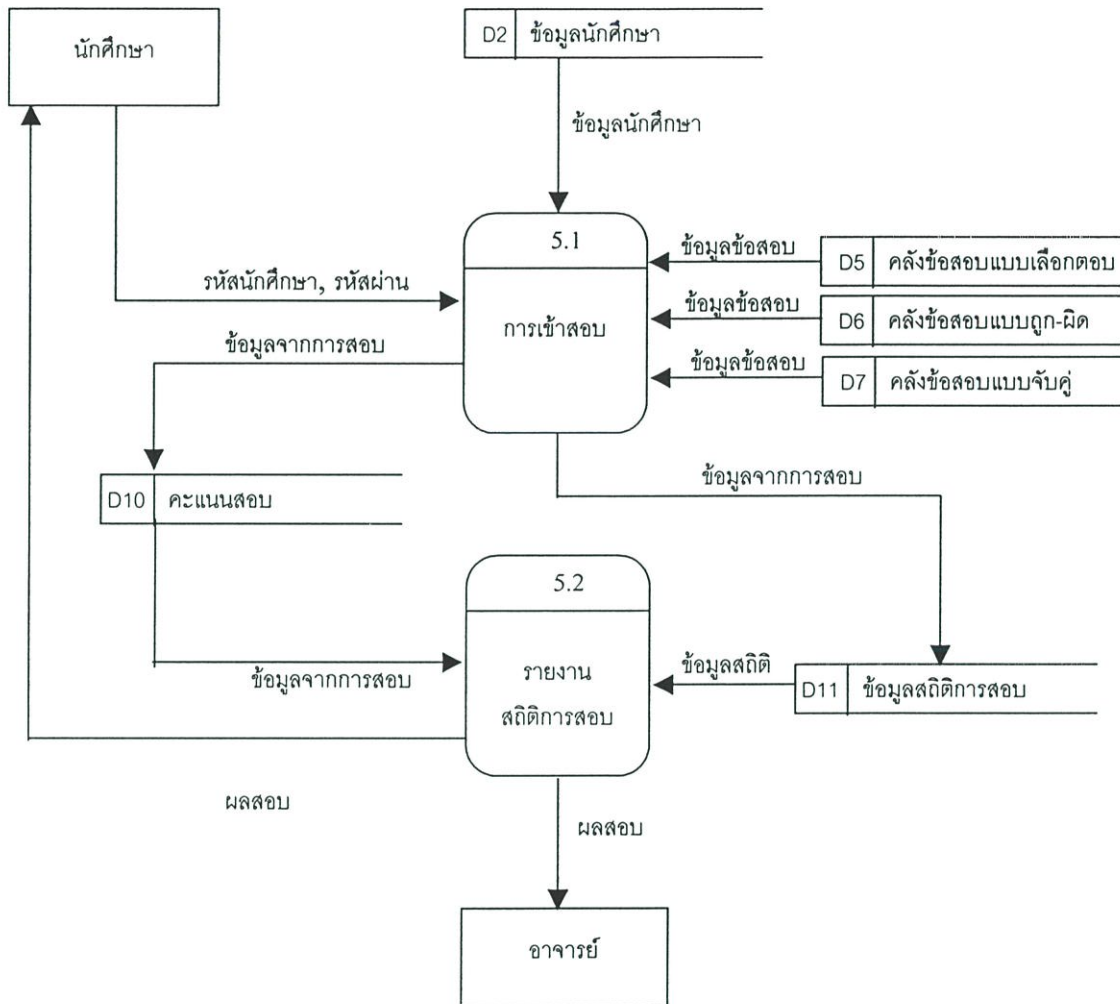 นักศึกษา
D2 ข้อมูลนักศึกษา
ข้อมูลนักศึกษา
5.1
การเข้าสอบ
รหัสนักศึกษา, รหัสผ่าน
ข้อมูลข้อสอบ
D5 คลังข้อสอบแบบเลือกตอบ
ข้อมูลข้อสอบ
D6 คลังข้อสอบแบบถูก-ผิด
ข้อมูลข้อสอบ
D7 คลังข้อสอบแบบจับคู่
ข้อมูลจากการสอบ
ข้อมูลจากการสอบ
D10 คะแนนสอบ
5.2
รายงาน
สถิติการสอบ
ข้อมูลจากการสอบ
ข้อมูลสถิติ
D11 ข้อมูลสถิติการสอบ
ผลสอบ
ผลสอบ
อาจารย์